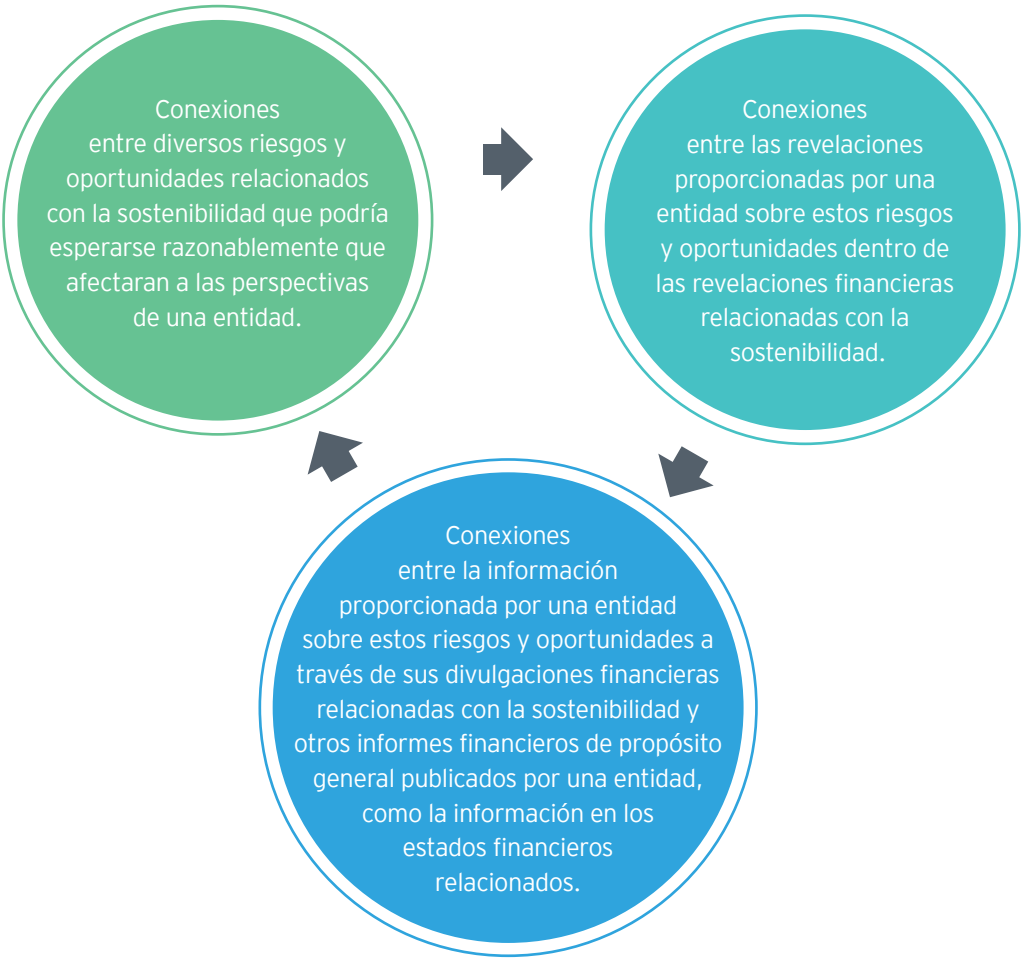 Conexiones
entre diversos riesgos y
oportunidades relacionados
con la sostenibilidad que podría
esperarse razonablemente que
afectaran a las perspectivas
de una entidad.
Conexiones
entre las revelaciones
proporcionadas por una
entidad sobre estos riesgos
y oportunidades dentro de
las revelaciones financieras
relacionadas con la
sostenibilidad.
Conexiones
entre la información
proporcionada por una entidad
sobre estos riesgos y oportunidades a
través de sus divulgaciones financieras
relacionadas con la sostenibilidad y
otros informes financieros de propósito
general publicados por una entidad,
como la información en los
estados financieros
relacionados.